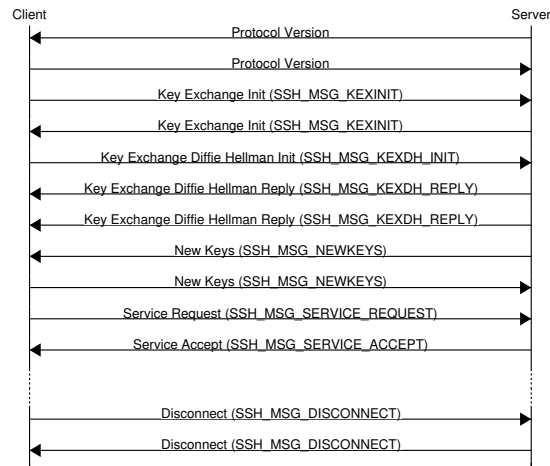 Client Server
Protocol Version
Protocol Version
Key Exchange Init (SSH_MSG_KEXINIT)
Key Exchange Init (SSH_MSG_KEXINIT)
Key Exchange Diffie Hellman Init (SSH_MSG_KEXDH_INIT)
Key Exchange Diffie Hellman Reply (SSH_MSG_KEXDH_REPLY)
Key Exchange Diffie Hellman Reply (SSH_MSG_KEXDH_REPLY)
New Keys (SSH_MSG_NEWKEYS)
New Keys (SSH_MSG_NEWKEYS)
Service Request (SSH_MSG_SERVICE_REQUEST)
Service Accept (SSH_MSG_SERVICE_ACCEPT)
Disconnect (SSH_MSG_DISCONNECT)
Disconnect (SSH_MSG_DISCONNECT)